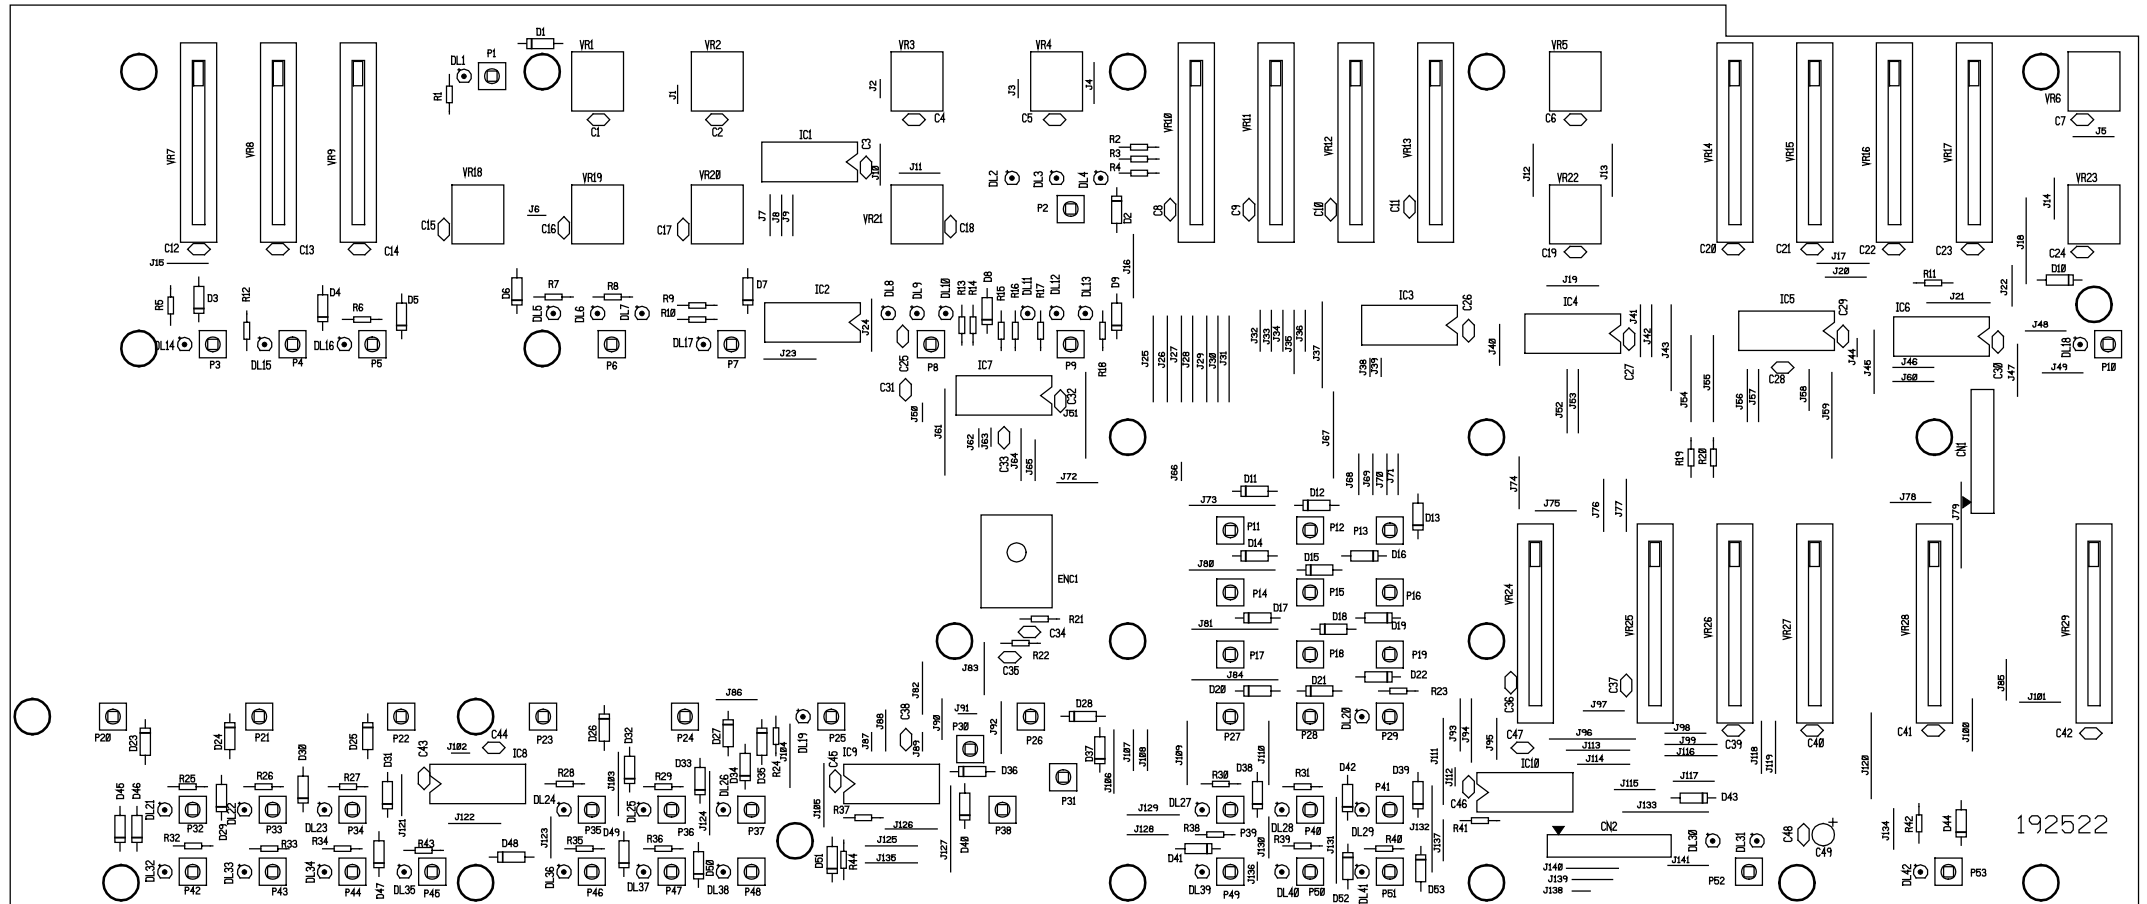 D1
DL1 P1 VR1 VR2 VR3 VR4 VR5
R1 J1 J2 J3 J4 VR6
C1 C2 C4 C5 C6 C7
VR7 VR8 VR9 IC1 C3 J10 J11 R2 R3 R4 VR10 VR11 VR12 VR13 J12 J13 VR14 VR15 VR16 VR17 J5
VR18 VR19 VR20 VR21 DL2 DL3 DL4 VR22 VR23
C15 J6 C16 C17 J7 J8 J9 C18 P2 D2 C8 C9 C10 C11 J14
C12 C13 C14 J16 C19 C20 C21 C22 C23 J18 C24
J15 J17 J20
D3 R5 R12 D4 R6 D5 D6 R7 R8 R9 R10 D7 IC2 J24 DL8 DL9 DL10 R13 R14 D8 R15 R16 DL11 R17 DL12 DL13 D9 IC3 C26 J19 IC4 J41 J42 IC5 C29 R11 J21 IC6 J22 D10
DL5 DL6 DL7
DL14 P3 DL15 P4 DL16 P5 P6 DL17 P7 J23 C25 P8 P9 R18
J25 J26 J27 J28 J29 J30 J31 J32 J33 J34 J35 J36 J37 J38 J39 J40 C27 J43 C28 J44 J45 J46 J60 C30 J47 J48 J49 DL18 P10
IC7 C31 C32 J50 J51 J61 J62 J63 C33 J64 J65 J72
J52 J53 J54 J55 J56 J57 J58 J59 CN1
J66 J67 J68 J69 J70 J71 R19 R20 J74 J75 J76 J77 J78 J79
D11 D12 D13 J73
P11 P12 P13
D14 D15 D16 J80
ENC1
P14 P15 P16
D17 D18 D19 J81
R21 C34 R22 C35 J83
P17 P18 P19
J84 D20 D21 D22 R23
VR24 VR25 VR26 VR27 VR28 VR29
C36 C37 J85 J101 J97
P20 D23 D24 P21 D25 P22 C44 P23 D26 P24 J86 D27 DL19 P25 J82 J88 C38 J90 J91 P30 J92 P26 D28
P27 P28 DL20 P29 J93 J94 J95 C47 J96 J98 J99 C39 C40 C41 J100 C42
D30 D31 C43 J102 IC8 D32 J103 D33 D34 D35 R24 J104 J87 J89 IC9 C45 D36 D37 J106 J107 J108 J109 J110 J111 J112 J113 J114 J116 J118 J119 J120
D45 D46 R25 R26 R27 R28 R29 P31 R30 D38 R31 D42 D39 IC10 J115 J117 D43
DL21 P32 D29 DL22 P33 DL23 P34 J121 J122 DL24 P35 DL25 P36 DL26 J124 P37 J105 R37 J126 D40 P38 J129 DL27 P39 DL28 P40 DL29 P41 J132 C46 R41 J133
R32 R33 R34 R43 D48 J123 R35 D49 R36 D50 D51 R44 J125 J135 J127 J128 R38 D41 J130 R39 J131 R40 J137 CN2 DL30 DL31 C48 + C49 J134 R42 D44
192522
DL32 P42 DL33 P43 DL34 P44 D47 DL35 P45 DL36 P46 DL37 P47 DL38 P48 DL39 P49 J136 DL40 P50 D52 DL41 P51 D53 J140 J141 J139 J138 P52 DL42 P53